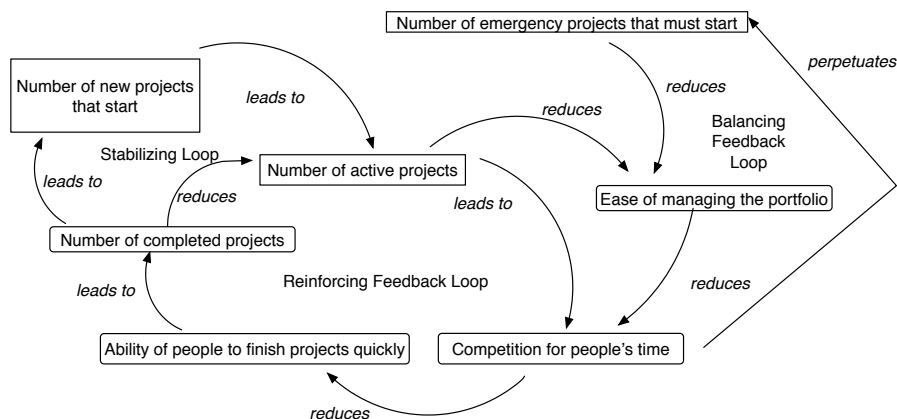 Number of emergency projects that must start
perpetuates
Number of new projects
that start
leads to
reduces
reduces
Balancing
Feedback
Loop
Stabilizing Loop
Number of active projects
leads to
reduces
leads to
Ease of managing the portfolio
Number of completed projects
Reinforcing Feedback Loop
reduces
leads to
Ability of people to finish projects quickly
Competition for people's time
reduces